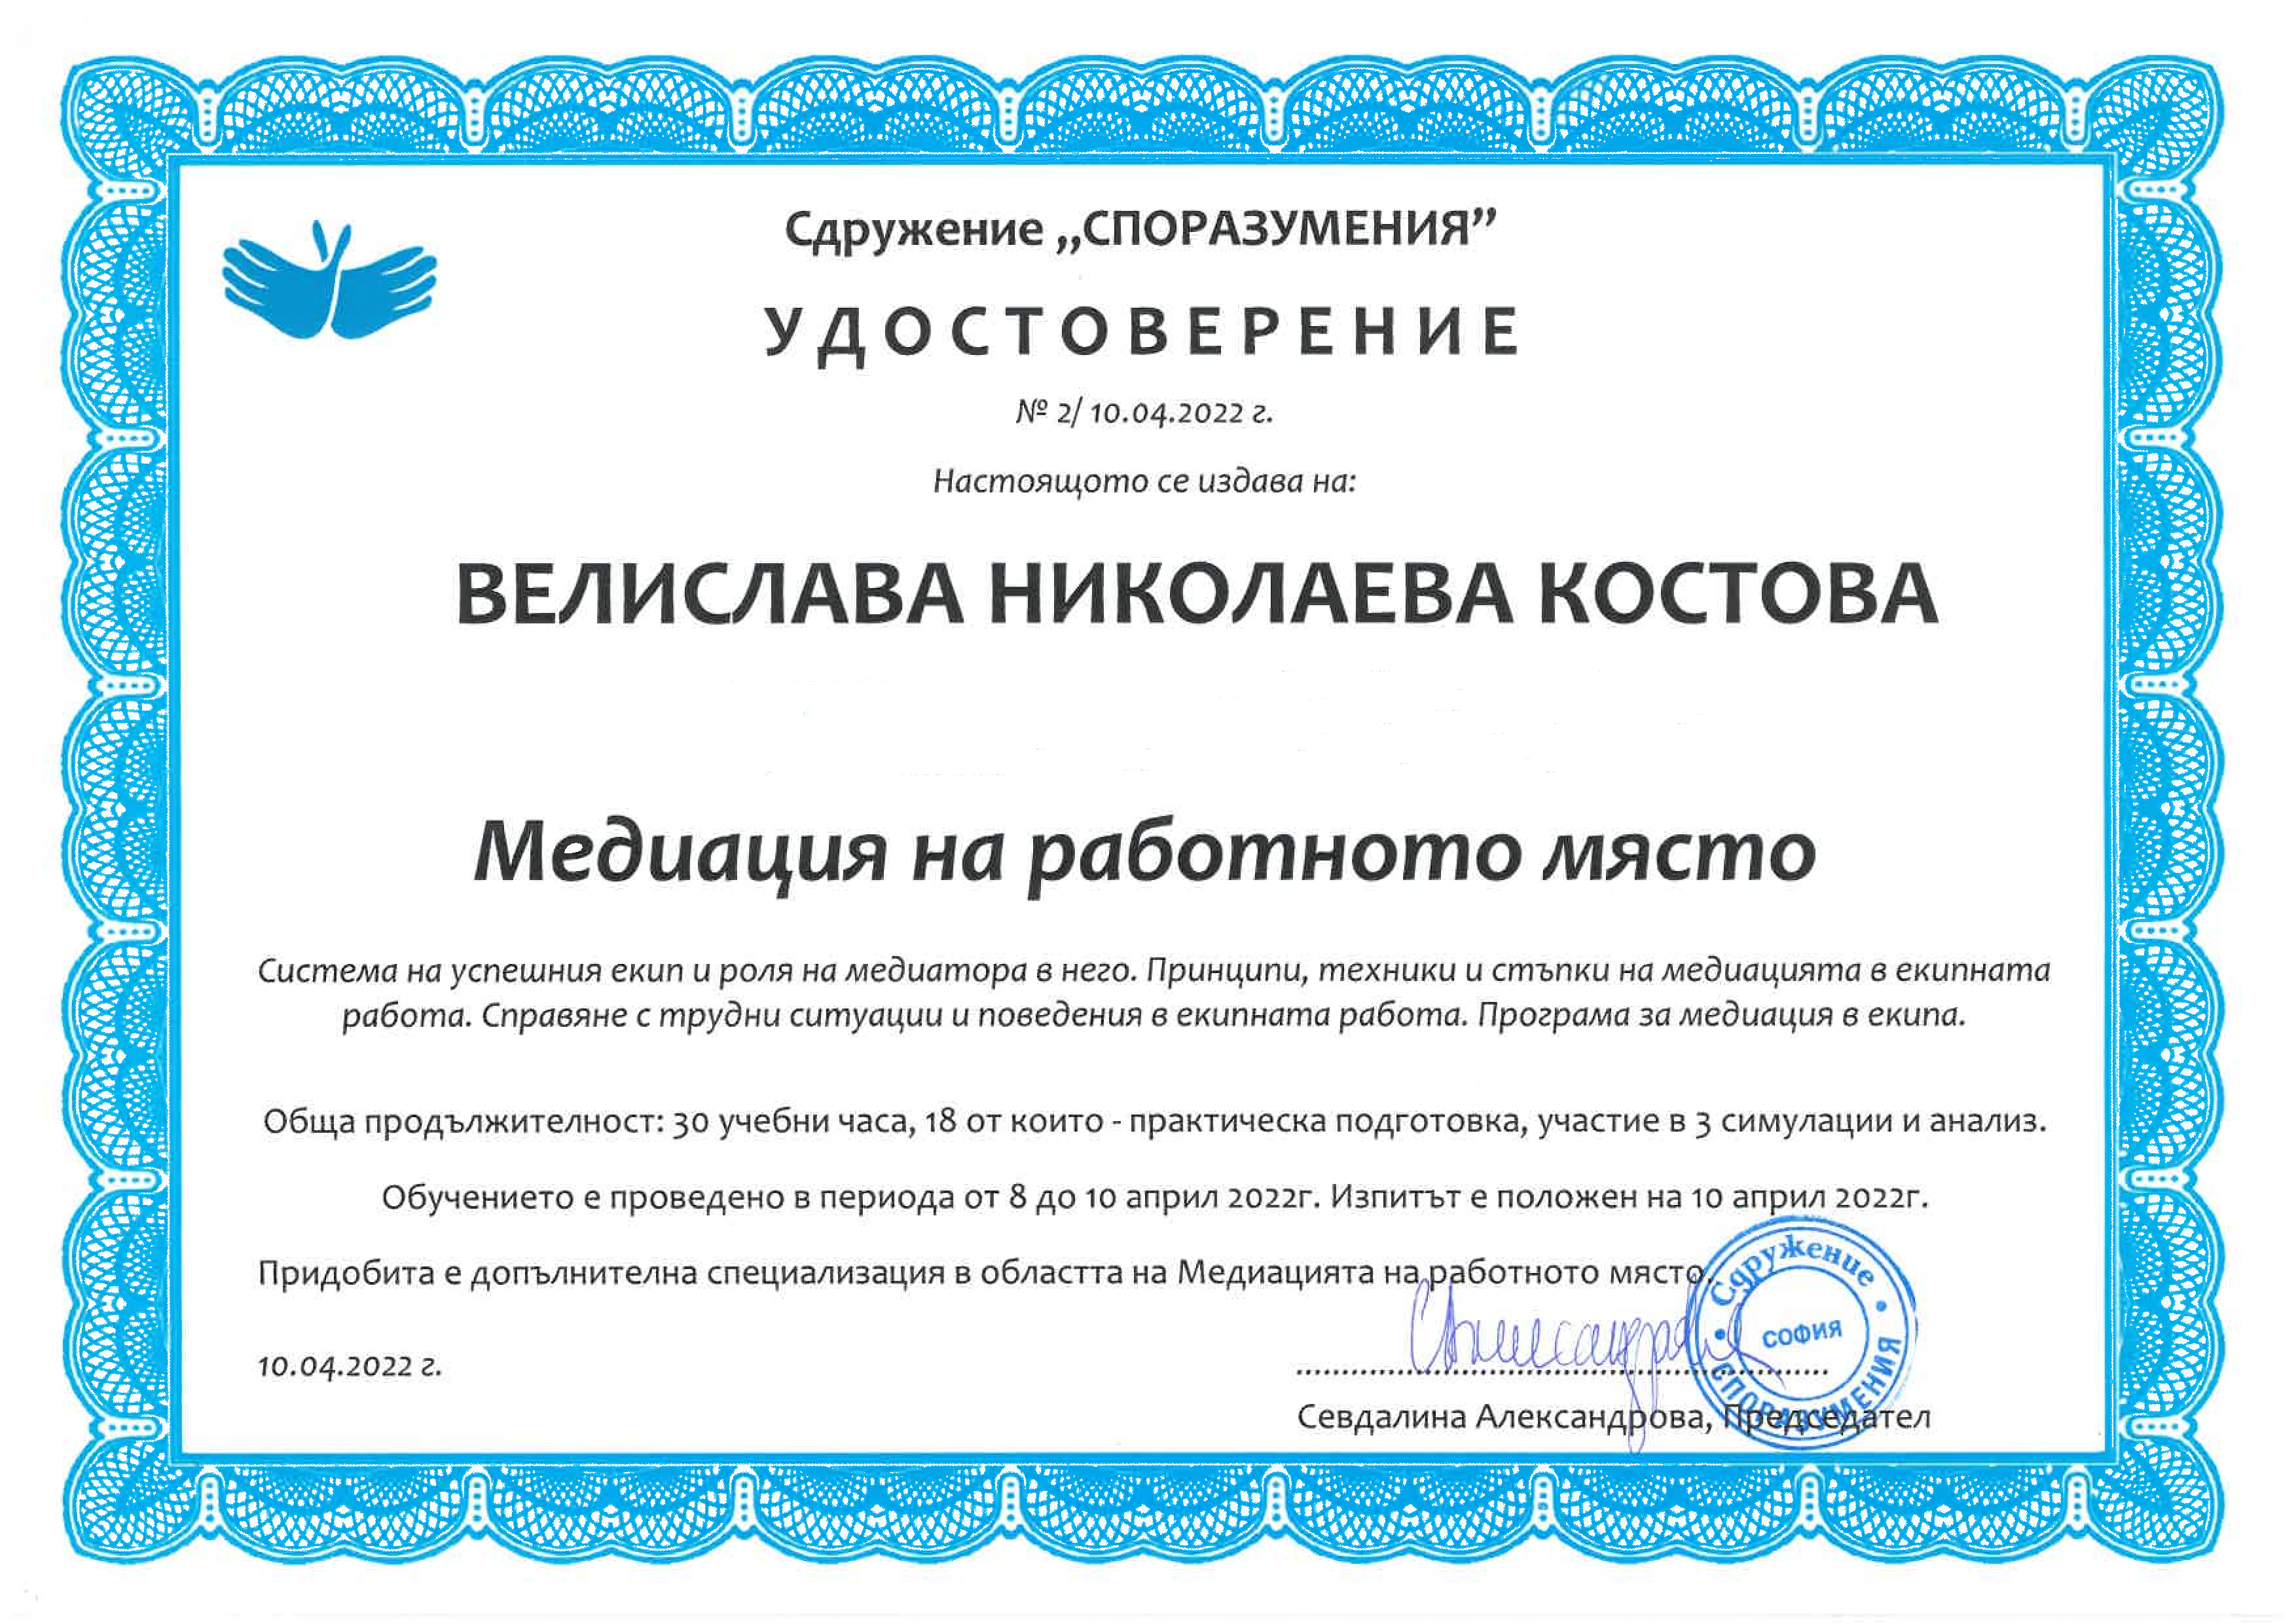 Сдружение „СПОРАЗУМЕНИЯ”
УДОСТОВЕРЕНИЕ
№ 2/ 10.04.2022 г.
Настоящото се издава на:
ВЕЛИСЛАВА НИКОЛАЕВА КОСТОВА
Медиация на работното място
Система на успешния екип и роля на медиатора в него. Принципи, техники и стъпки на медиацията в екипната
работа. Справяне с трудни ситуации и поведения в екипната работа. Програма за медиация в екипа.
Обща продължителност: 30 учебни часа, 18 от които - практическа подготовка, участие в 3 симулации и анализ.
Обучението е проведено в периода от 8 до 10 април 2022г. Изпитът е положен на 10 април 2022г.
Придобита е допълнителна специализация в областта на Медиацията на работното място.
10.04.2022 г.
Севдалина Александрова, Председател
Сдружение
СОФИЯ
СПОРАЗУМЕНИЯ